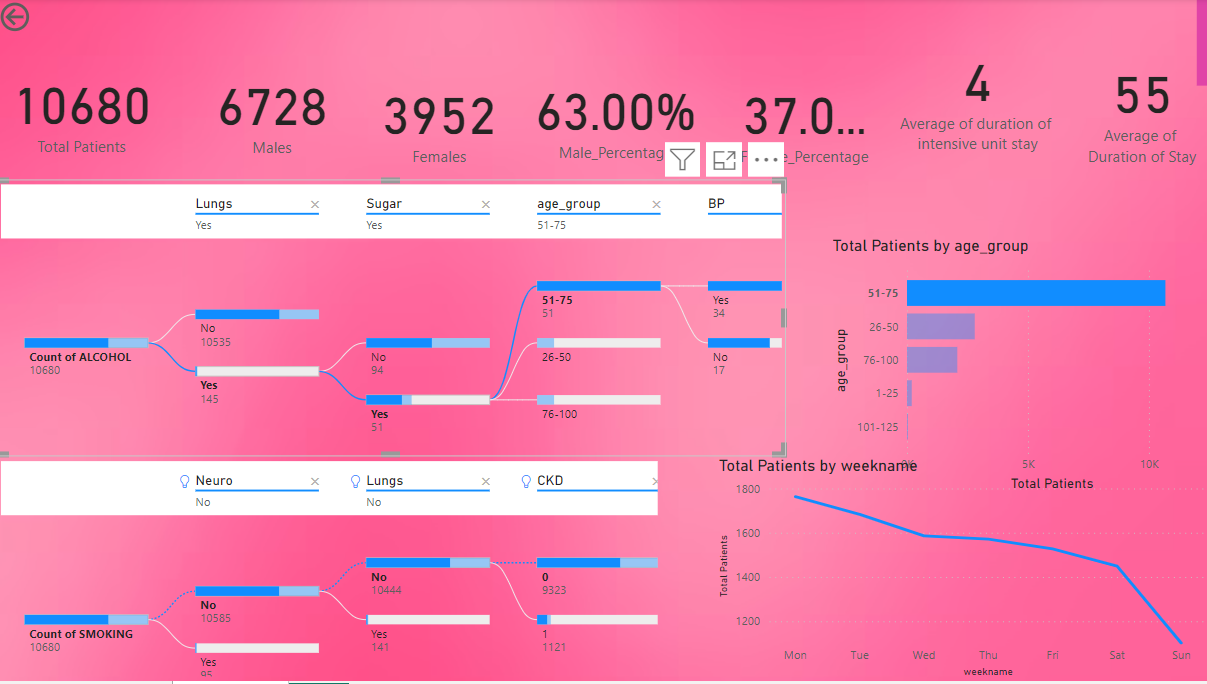 10680
Total Patients
6728
Males
3952
Females
63.00%
Male_Percentag
37.0...
e_Percentage
4
Average of duration of
intensive unit stay
55
Average of
Duration of Stay
Lungs
Yes
Sugar
Yes
age_group
51-75
BP
Count of ALCOHOL
10680
No
10535
Yes
145
No
94
Yes
51
51-75
51
26-50
76-100
Yes
34
No
17
Total Patients by age_group
age_group
51-75
26-50
76-100
1-25
101-125
5K
10K
Total Patients
Neuro
No
Lungs
No
CKD
Count of SMOKING
10680
No
10585
Yes
95
No
10444
Yes
141
0
9323
1
1121
Total Patients by weekname
Total Patients
1800
1600
1400
1200
Mon
Tue
Wed
Thu
Fri
Sat
Sun
weekname